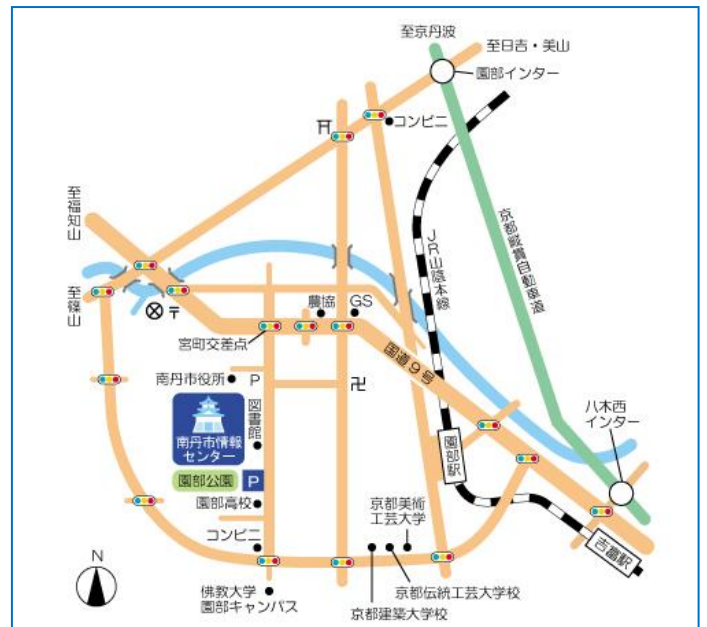 至京丹波
至日吉・美山
園部インター
コンビニ
至福知山
京都縦貫自動車道
JR山陰本線
至篠山
農協
GS
〒
宮町交差点
国道9号
南丹市役所
P
卍
八木西
インター
図書館
南丹市情報
センター
園部駅
園部公園
P
園部高校
京都美術
工芸大学
コンビニ
吉富駅
N
佛教大学
園部キャンパス
京都伝統工芸大学校
京都建築大学校